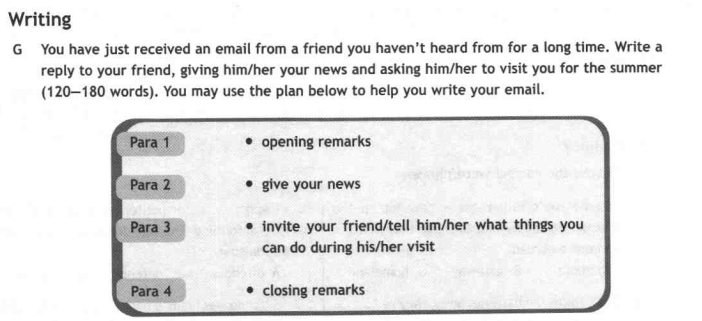 Writing
G You have just received an email from a friend you haven't heard from for a long time. Write a
reply to your friend, giving him/her your news and asking him/her to visit you for the summer
(120–180 words). You may use the plan below to help you write your email.
Para 1 • opening remarks
Para 2 • give your news
Para 3 • invite your friend/tell him/her what things you
can do during his/her visit
Para 4 • closing remarks